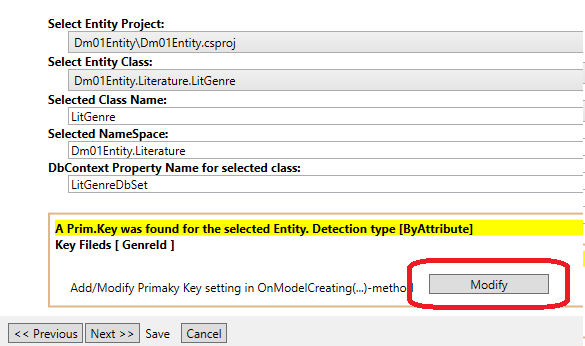 Select Entity Project:
Dm01Entity\Dm01Entity.csproj
Select Entity Class:
Dm01Entity.Literature.LitGenre
Selected Class Name:
LitGenre
Selected NameSpace:
Dm01Entity.Literature
DbContext Property Name for selected class:
LitGenreDbSet
A Prim.Key was found for the selected Entity. Detection type [ByAttribute]
Key Fileds [ GenreId ]
Add/Modify Primaky Key setting in OnModelCreating(...)-method Modify
<< Previous Next >> Save Cancel